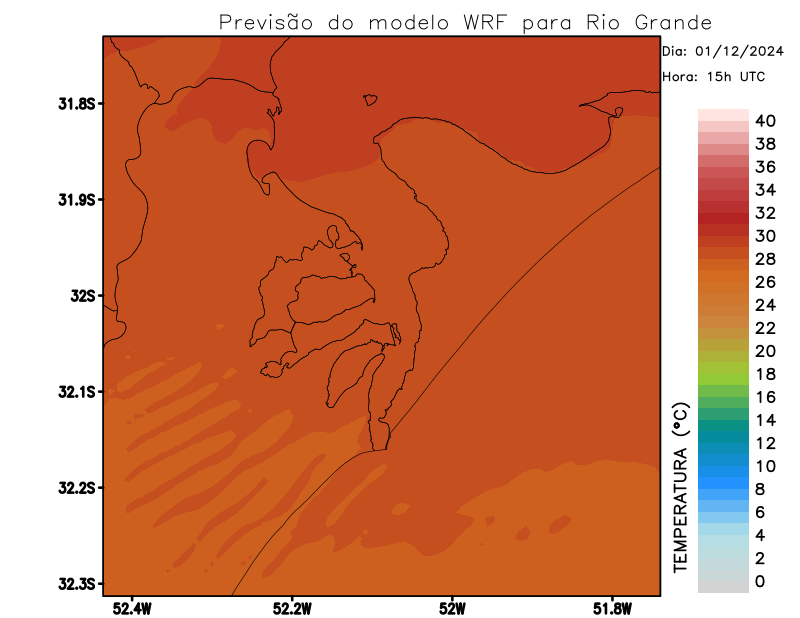 Previsão do modelo WRF para Rio Grande
Dia: 01/12/2024
Hora: 15h UTC
31.8S
31.9S
32S
32.1S
32.2S
32.3S
52.4W
52.2W
52W
51.8W
TEMPERATURA (°C)
40
38
36
34
32
30
28
26
24
22
20
18
16
14
12
10
8
6
4
2
0